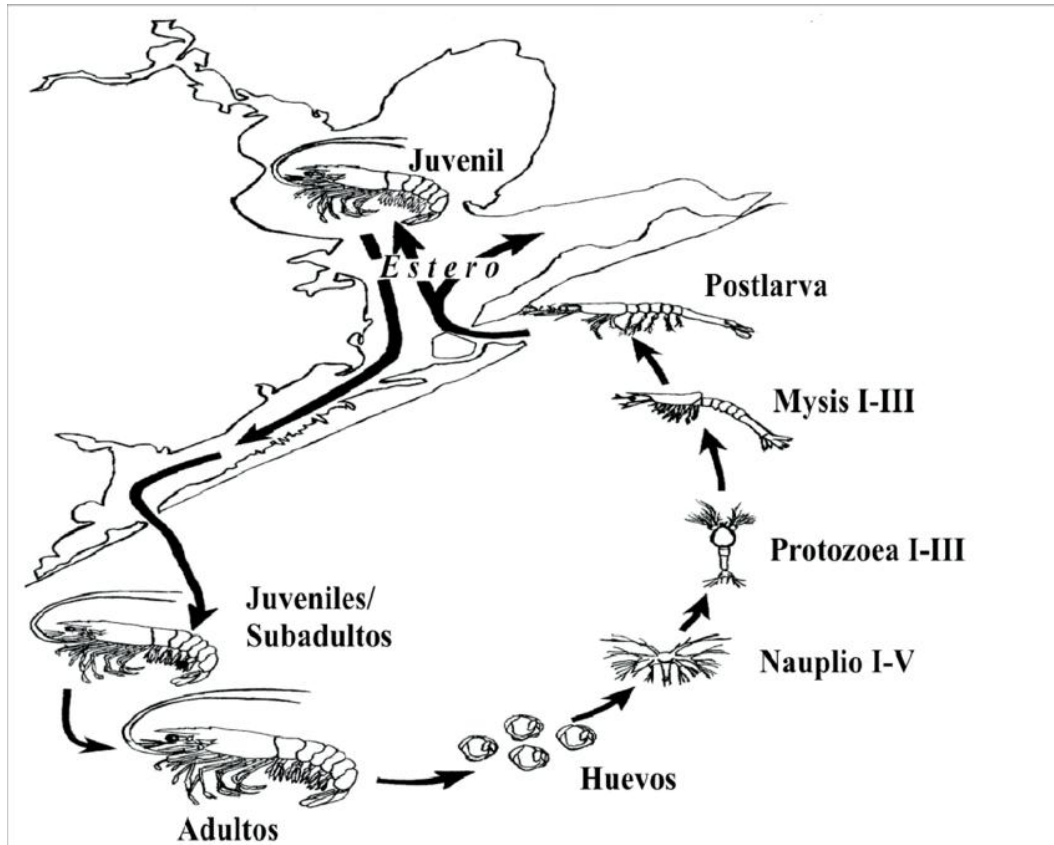 Juvenil
Estero
Postlarva
Mysis I-III
Protozoea I-III
Juveniles/
Subadultos
Nauplio I-V
Huevos
Adultos